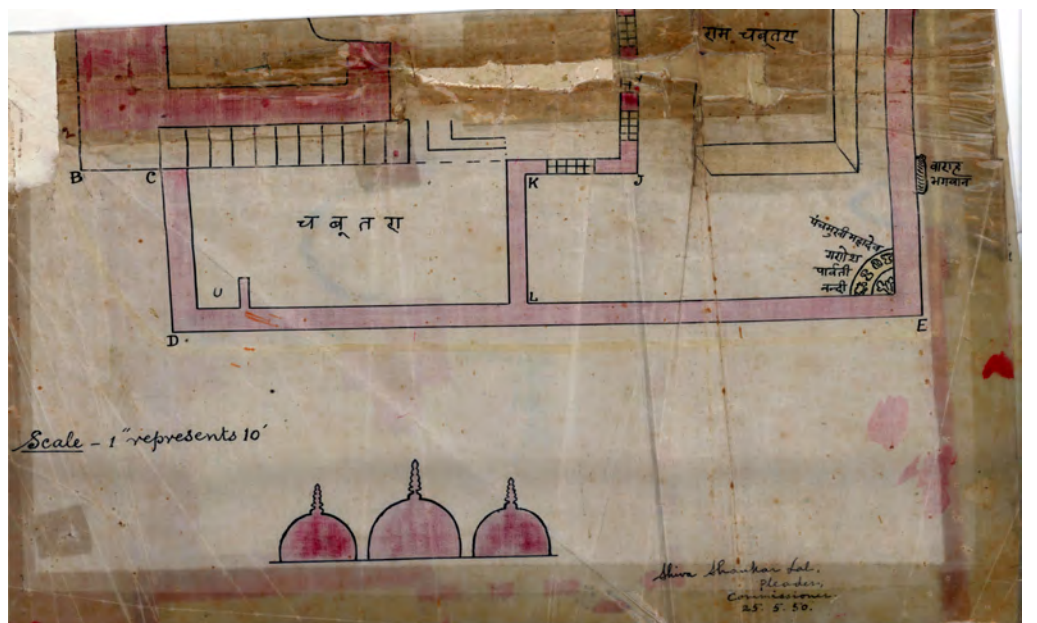 राम चबूतरा
2
B
C
K
J
वाराह
भगवान
चबूतरा
पंचमुखी महादेव
गणेश
पार्वती
नन्दी
U
L
D
E
Scale - 1" represents 10'
Shiva Shankar Lal,
Pleader,
Commissioner
25. 5. 50.